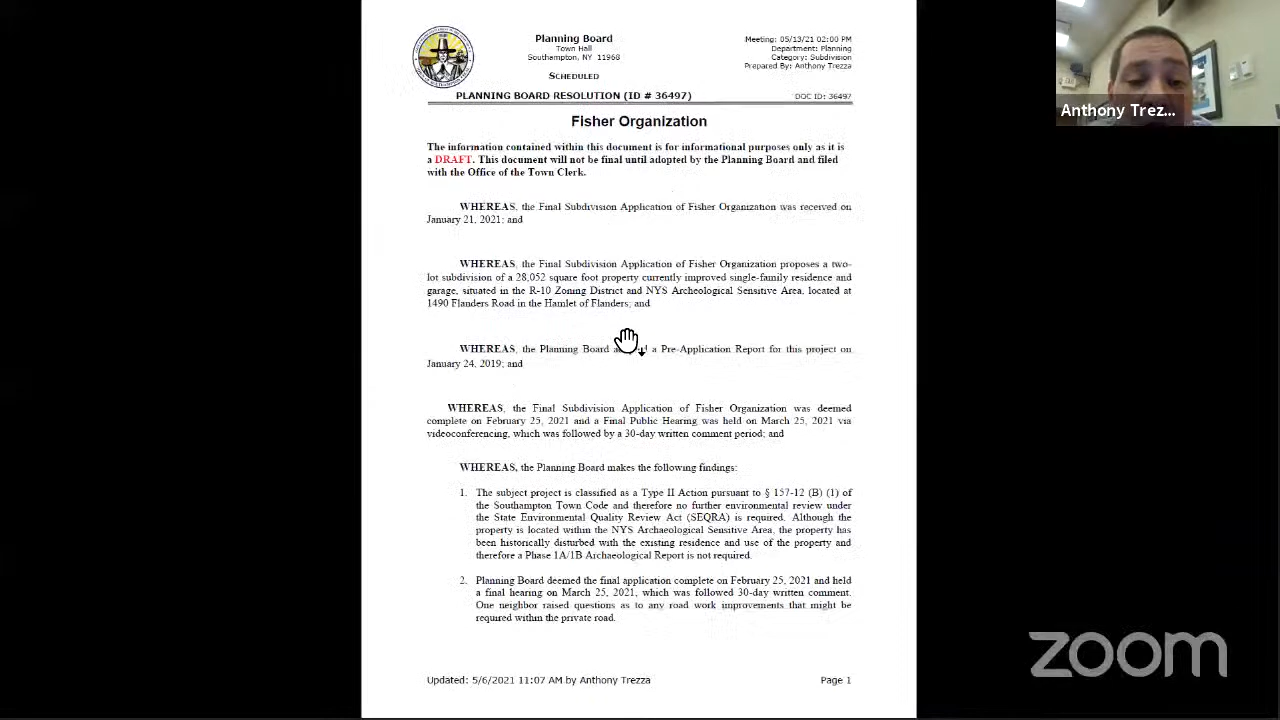 Planning Board
Town Hall
Southampton, NY 11968
SCHEDULED
Meeting: 05/13/21 02:00 PM
Department: Planning
Category: Subdivision
Prepared By: Anthony Trezza
PLANNING BOARD RESOLUTION (ID # 36497)
DOC ID: 36497
Fisher Organization
The information contained within this document is for informational purposes only as it is
a DRAFT. This document will not be final until adopted by the Planning Board and filed
with the Office of the Town Clerk.
WHEREAS, the Final Subdivision Application of Fisher Organization was received on
January 21, 2021; and
WHEREAS, the Final Subdivision Application of Fisher Organization proposes a two-
lot subdivision of a 28,052 square foot property currently improved single-family residence and
garage, situated in the R-10 Zoning District and NYS Archeological Sensitive Area, located at
1490 Flanders Road in the Hamlet of Flanders; and
WHEREAS, the Planning Board a Pre-Application Report for this project on
January 24, 2019; and
WHEREAS, the Final Subdivision Application of Fisher Organization was deemed
complete on February 25, 2021 and a Final Public Hearing was held on March 25, 2021 via
videoconferencing, which was followed by a 30-day written comment period; and
WHEREAS, the Planning Board makes the following findings:
1. The subject project is classified as a Type II Action pursuant to § 157-12 (B) (1) of
the Southampton Town Code and therefore no further environmental review under
the State Environmental Quality Review Act (SEQRA) is required. Although the
property is located within the NYS Archaeological Sensitive Area, the property has
been historically disturbed with the existing residence and use of the property and
therefore a Phase 1A/1B Archaeological Report is not required.
2. Planning Board deemed the final application complete on February 25, 2021 and held
a final hearing on March 25, 2021, which was followed 30-day written comment.
One neighbor raised questions as to any road work improvements that might be
required within the private road.
Updated: 5/6/2021 11:07 AM by Anthony Trezza
Page 1
Anthony Trez...
zoom